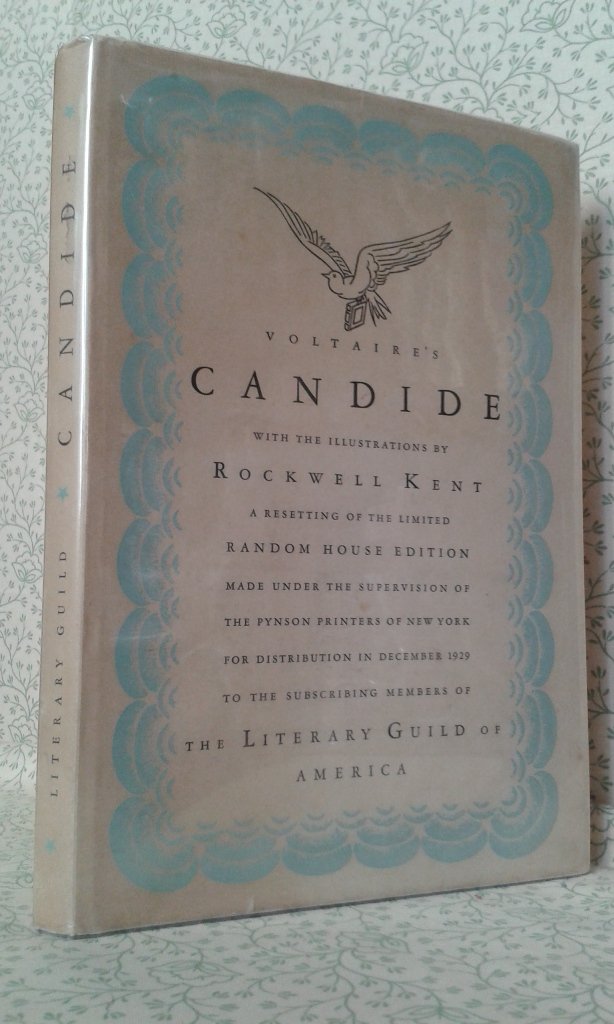 CANDIDE
LITERARY GUILD
VOLTAIRE'S
CANDIDE
WITH THE ILLUSTRATIONS BY
ROCKWELL KENT
A RESETTING OF THE LIMITED
RANDOM HOUSE EDITION
MADE UNDER THE SUPERVISION OF
THE PYNSON PRINTERS OF NEW YORK
FOR DISTRIBUTION IN DECEMBER 1929
TO THE SUBSCRIBING MEMBERS OF
THE LITERARY GUILD OF
AMERICA